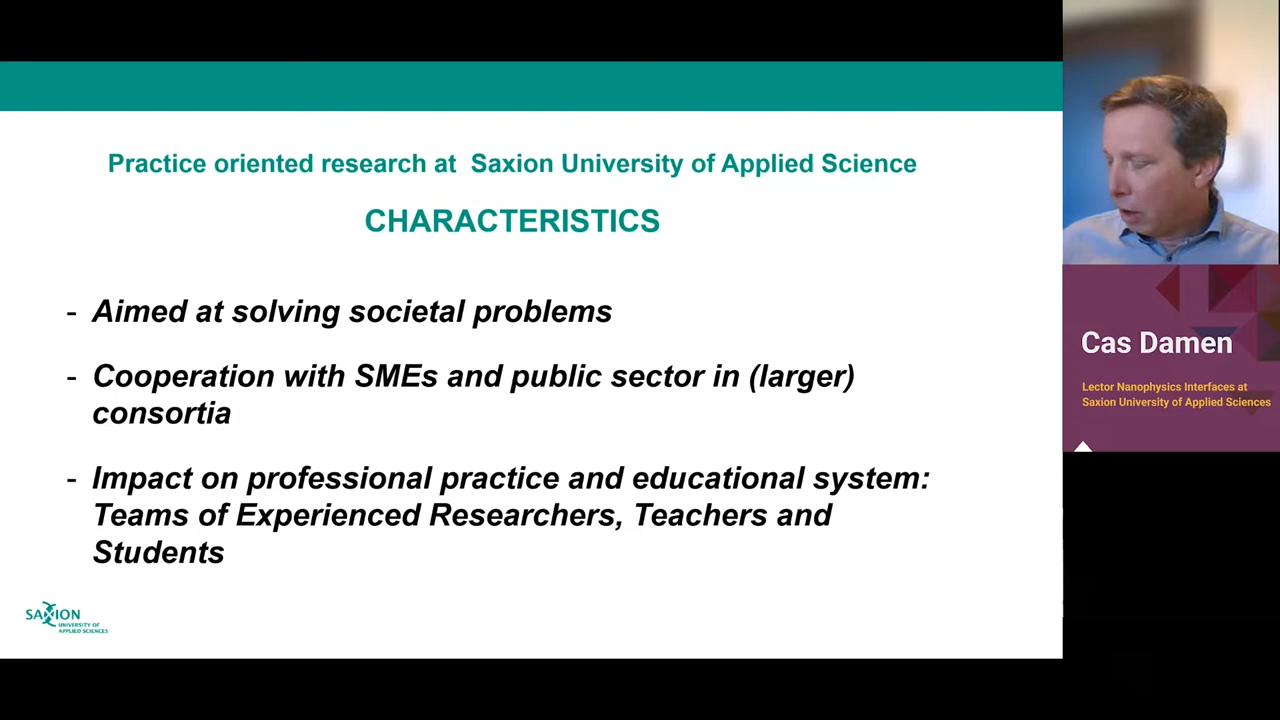 Practice oriented research at Saxion University of Applied Science
CHARACTERISTICS
- Aimed at solving societal problems
- Cooperation with SMEs and public sector in (larger)
consortia
- Impact on professional practice and educational system:
Teams of Experienced Researchers, Teachers and
Students
SAXION
UNIVERSITY OF
APPLIED SCIENCES
Cas Damen
Lector Nanophysics Interfaces at
Saxion University of Applied Sciences